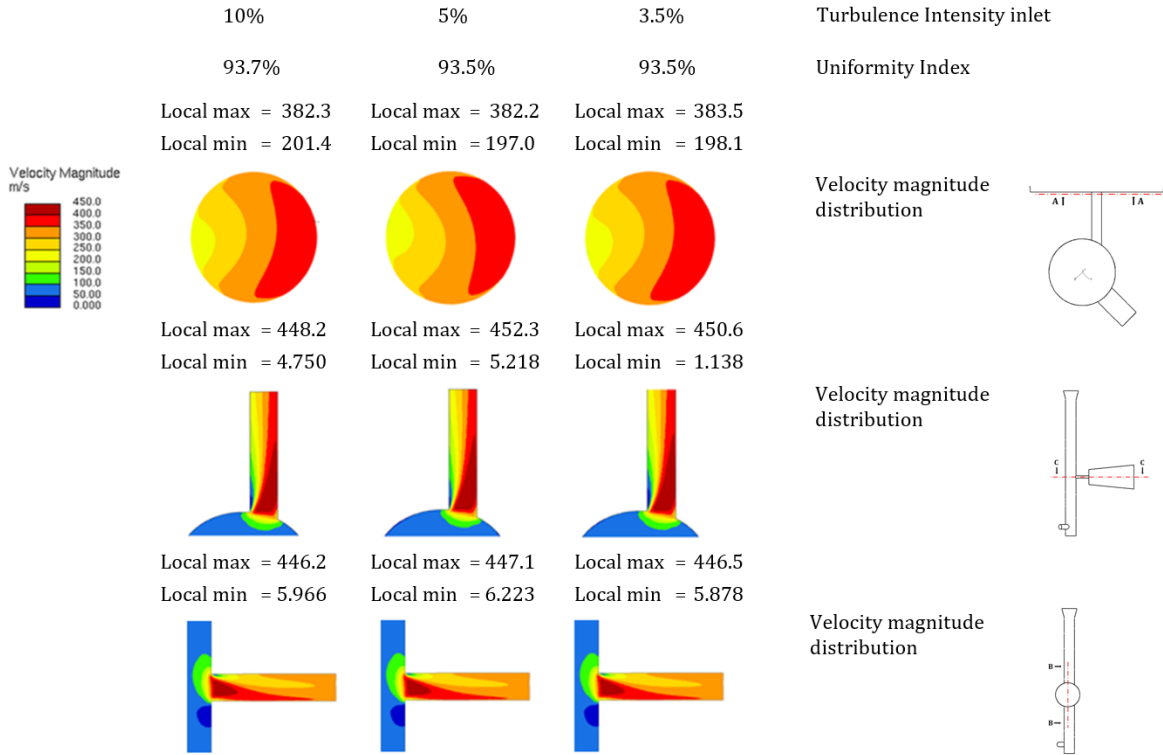 10% 5% 3.5% Turbulence Intensity inlet
93.7% 93.5% 93.5% Uniformity Index
Local max = 382.3 Local max = 382.2 Local max = 383.5
Local min = 201.4 Local min = 197.0 Local min = 198.1
Velocity Magnitude
m/s
450.0
400.0
350.0
300.0
250.0
200.0
150.0
100.0
50.00
0.000
Velocity magnitude
distribution
A A
Local max = 448.2 Local max = 452.3 Local max = 450.6
Local min = 4.750 Local min = 5.218 Local min = 1.138
Velocity magnitude
distribution
C C
Local max = 446.2 Local max = 447.1 Local max = 446.5
Local min = 5.966 Local min = 6.223 Local min = 5.878
Velocity magnitude
distribution
B
B